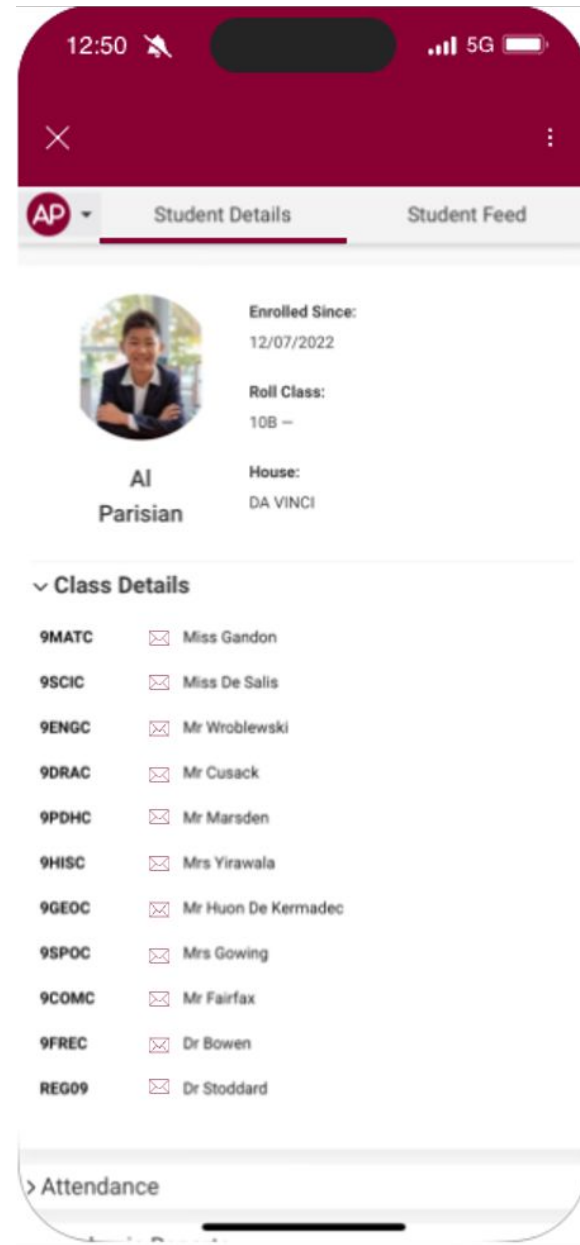 12:50
5G
AP
Student Details
Student Feed
Enrolled Since:
12/07/2022
Roll Class:
10B —
House:
DA VINCI
Al
Parisian
Class Details
9MATC Miss Gandon
9SCIC Miss De Salis
9ENGC Mr Wroblewski
9DRAC Mr Cusack
9PDHC Mr Marsden
9HISC Mrs Yirawala
9GEOC Mr Huon De Kermadec
9SPOC Mrs Gowing
9COMC Mr Fairfax
9FREC Dr Bowen
REG09 Dr Stoddard
Attendance